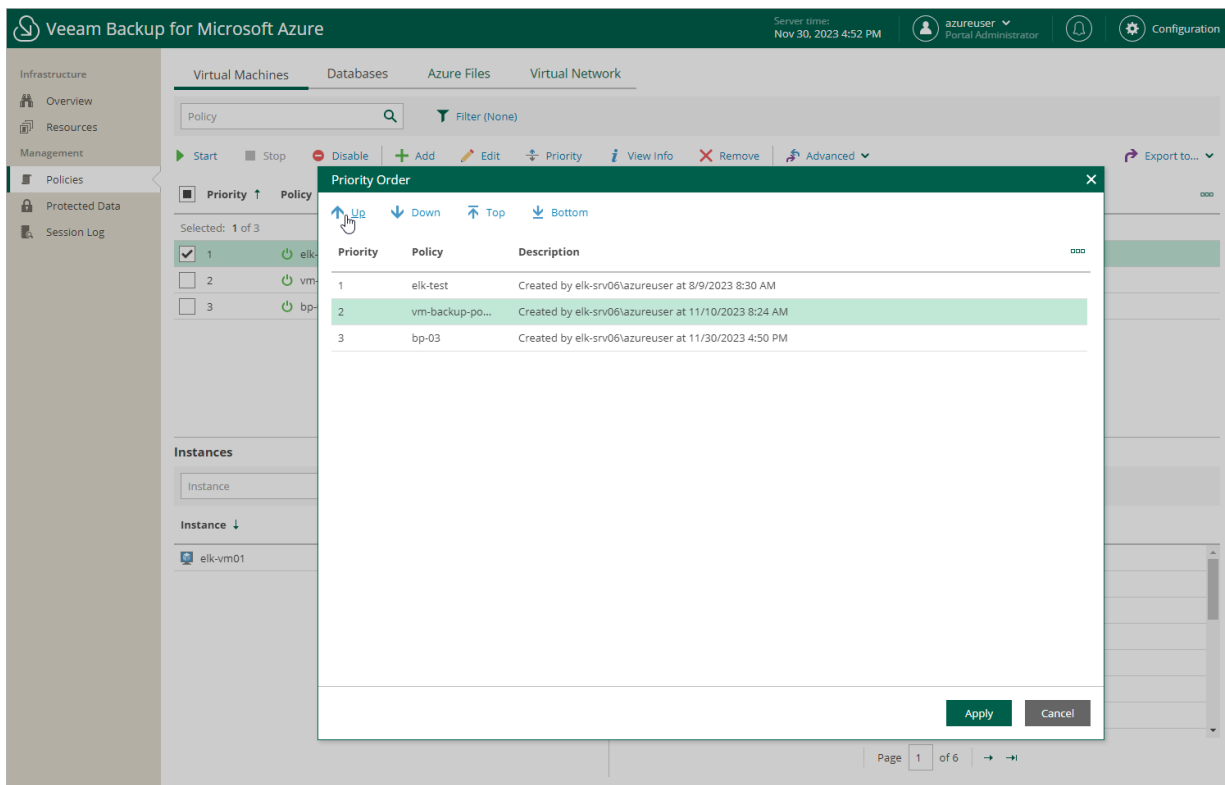 Veeam Backup for Microsoft Azure
Server time:
Nov 30, 2023 4:52 PM
azureuser
Portal Administrator
Configuration
Infrastructure
Overview
Resources
Management
Policies
Protected Data
Session Log
Virtual Machines Databases Azure Files Virtual Network
Policy
Filter (None)
Start Stop Disable Add Edit Priority View Info Remove Advanced Export to...
Priority Policy
Selected: 1 of 3
1 elk-
2 vm-
3 bp-
Priority Order
Up Down Top Bottom
Priority Policy Description
1 elk-test Created by elk-srv06\azureuser at 8/9/2023 8:30 AM
2 vm-backup-po... Created by elk-srv06\azureuser at 11/10/2023 8:24 AM
3 bp-03 Created by elk-srv06\azureuser at 11/30/2023 4:50 PM
Apply Cancel
Instances
Instance
Instance
elk-vm01
Page 1 of 6